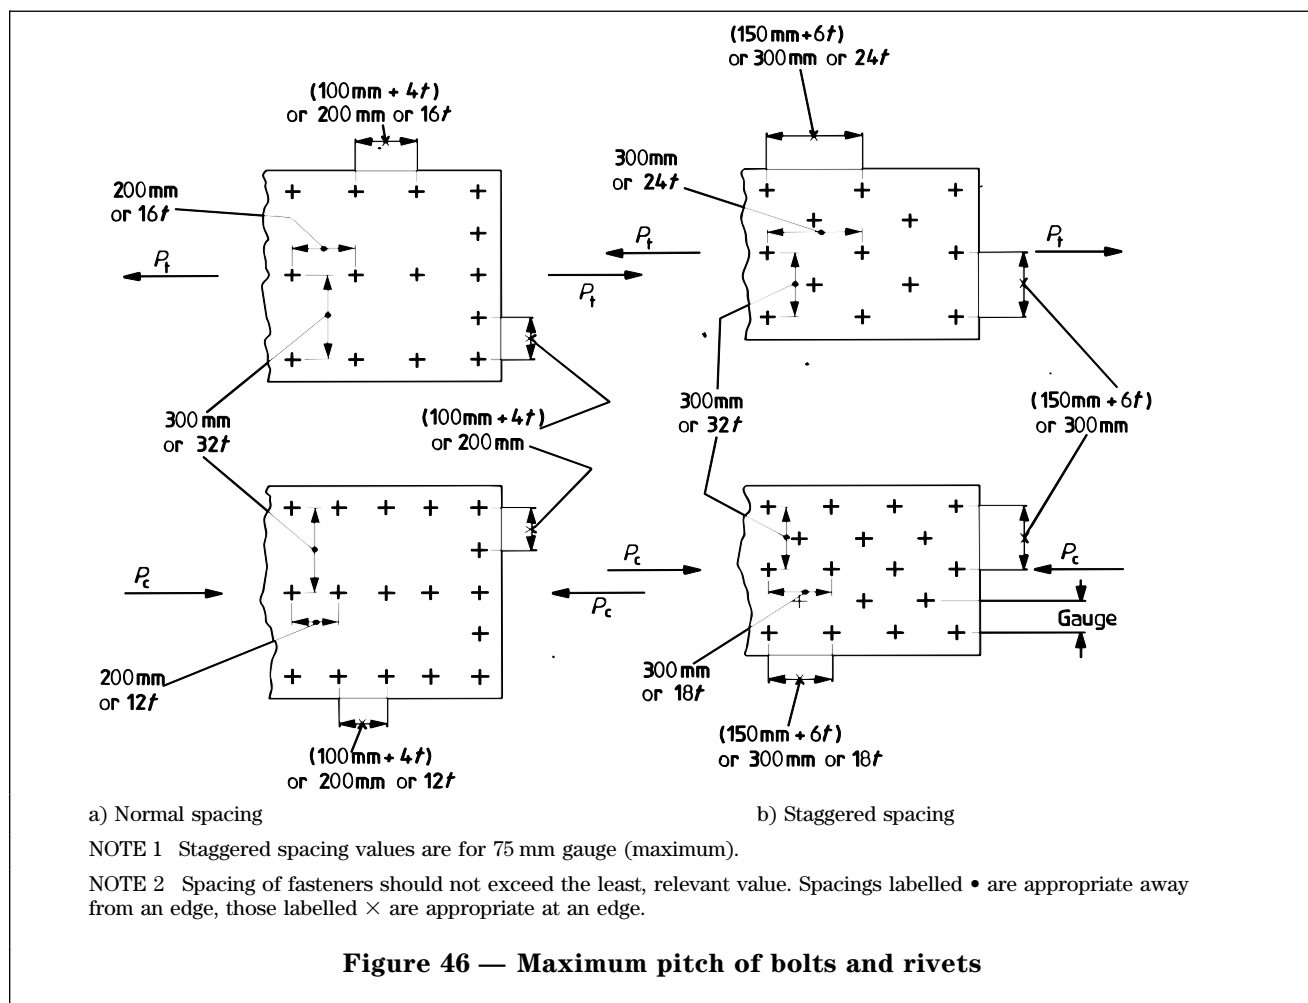 (100mm + 4t)
or 200mm or 16t
200mm
or 16t
Pt
Pt
300mm
or 32t
(100mm+4t)
or 200mm
Pc
Pc
200mm
or 12t
(100mm+4t)
or 200mm or 12t
(150mm+6t)
or 300mm or 24t
300mm
or 24t
Pt
Pt
300mm
or 32t
(150mm+6t)
or 300mm
Pc
Pc
Gauge
300mm
or 18t
(150mm+6t)
or 300mm or 18t
a) Normal spacing
b) Staggered spacing
NOTE 1 Staggered spacing values are for 75 mm gauge (maximum).
NOTE 2 Spacing of fasteners should not exceed the least, relevant value. Spacings labelled • are appropriate away
from an edge, those labelled × are appropriate at an edge.
Figure 46 — Maximum pitch of bolts and rivets